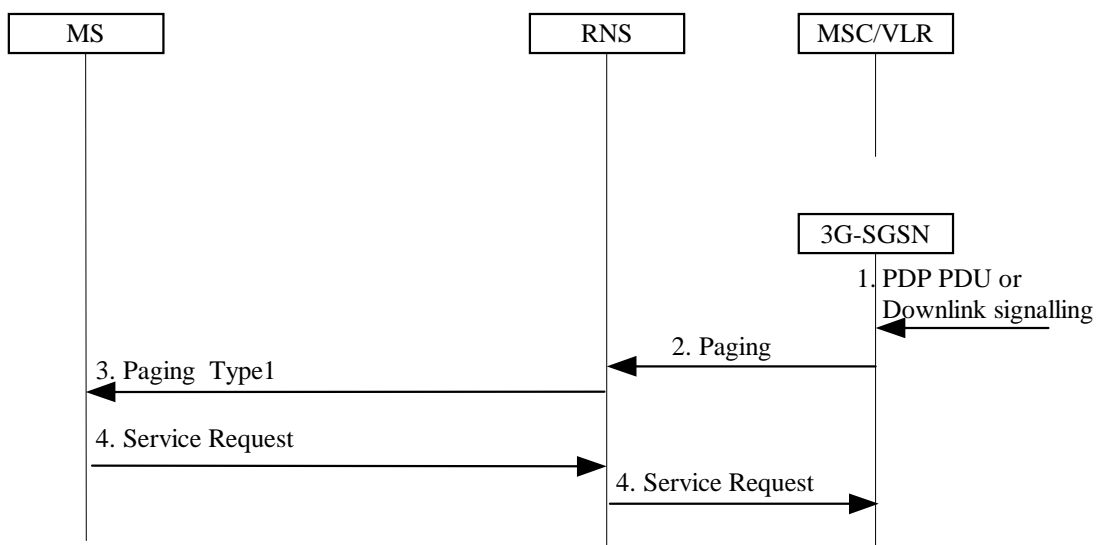 MS
RNS
MSC/VLR
3G-SGSN
1. PDP PDU or
Downlink signalling
2. Paging
3. Paging Type1
4. Service Request
4. Service Request